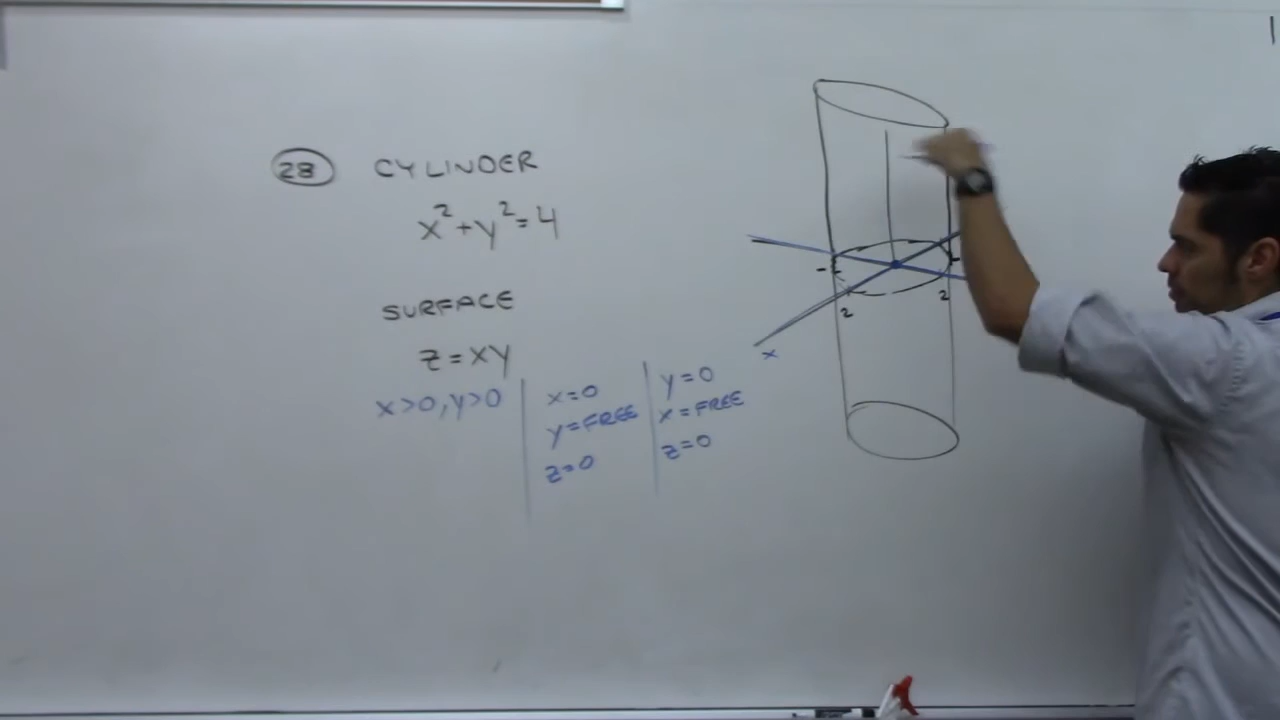 28 CYLINDER
x²+y²=4
SURFACE
z=xy
x>0,y>0
x=0
y=FREE
z=0
y=0
x=FREE
z=0
2
2
x